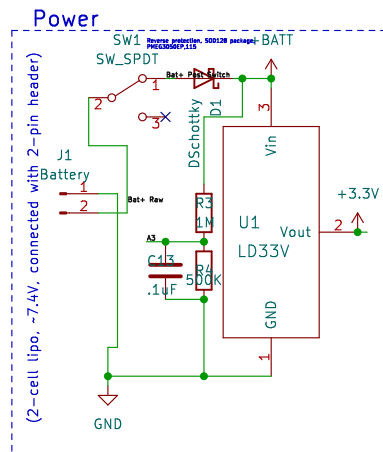 Power
SW1
SW_SPDT
Reverse protection, SOD128 package,
PMEG3050EP,115
+BATT
1
2
3
Bat+ Post Switch
D1
DSchottky
3
Vin
J1
Battery
1
2
Bat+ Raw
R3
1M
U1
LD33V
Vout
2
+3.3V
A3
C13
.1uF
R4
500K
GND
1
GND
(2-cell lipo, ~7.4V, connected with 2-pin header)